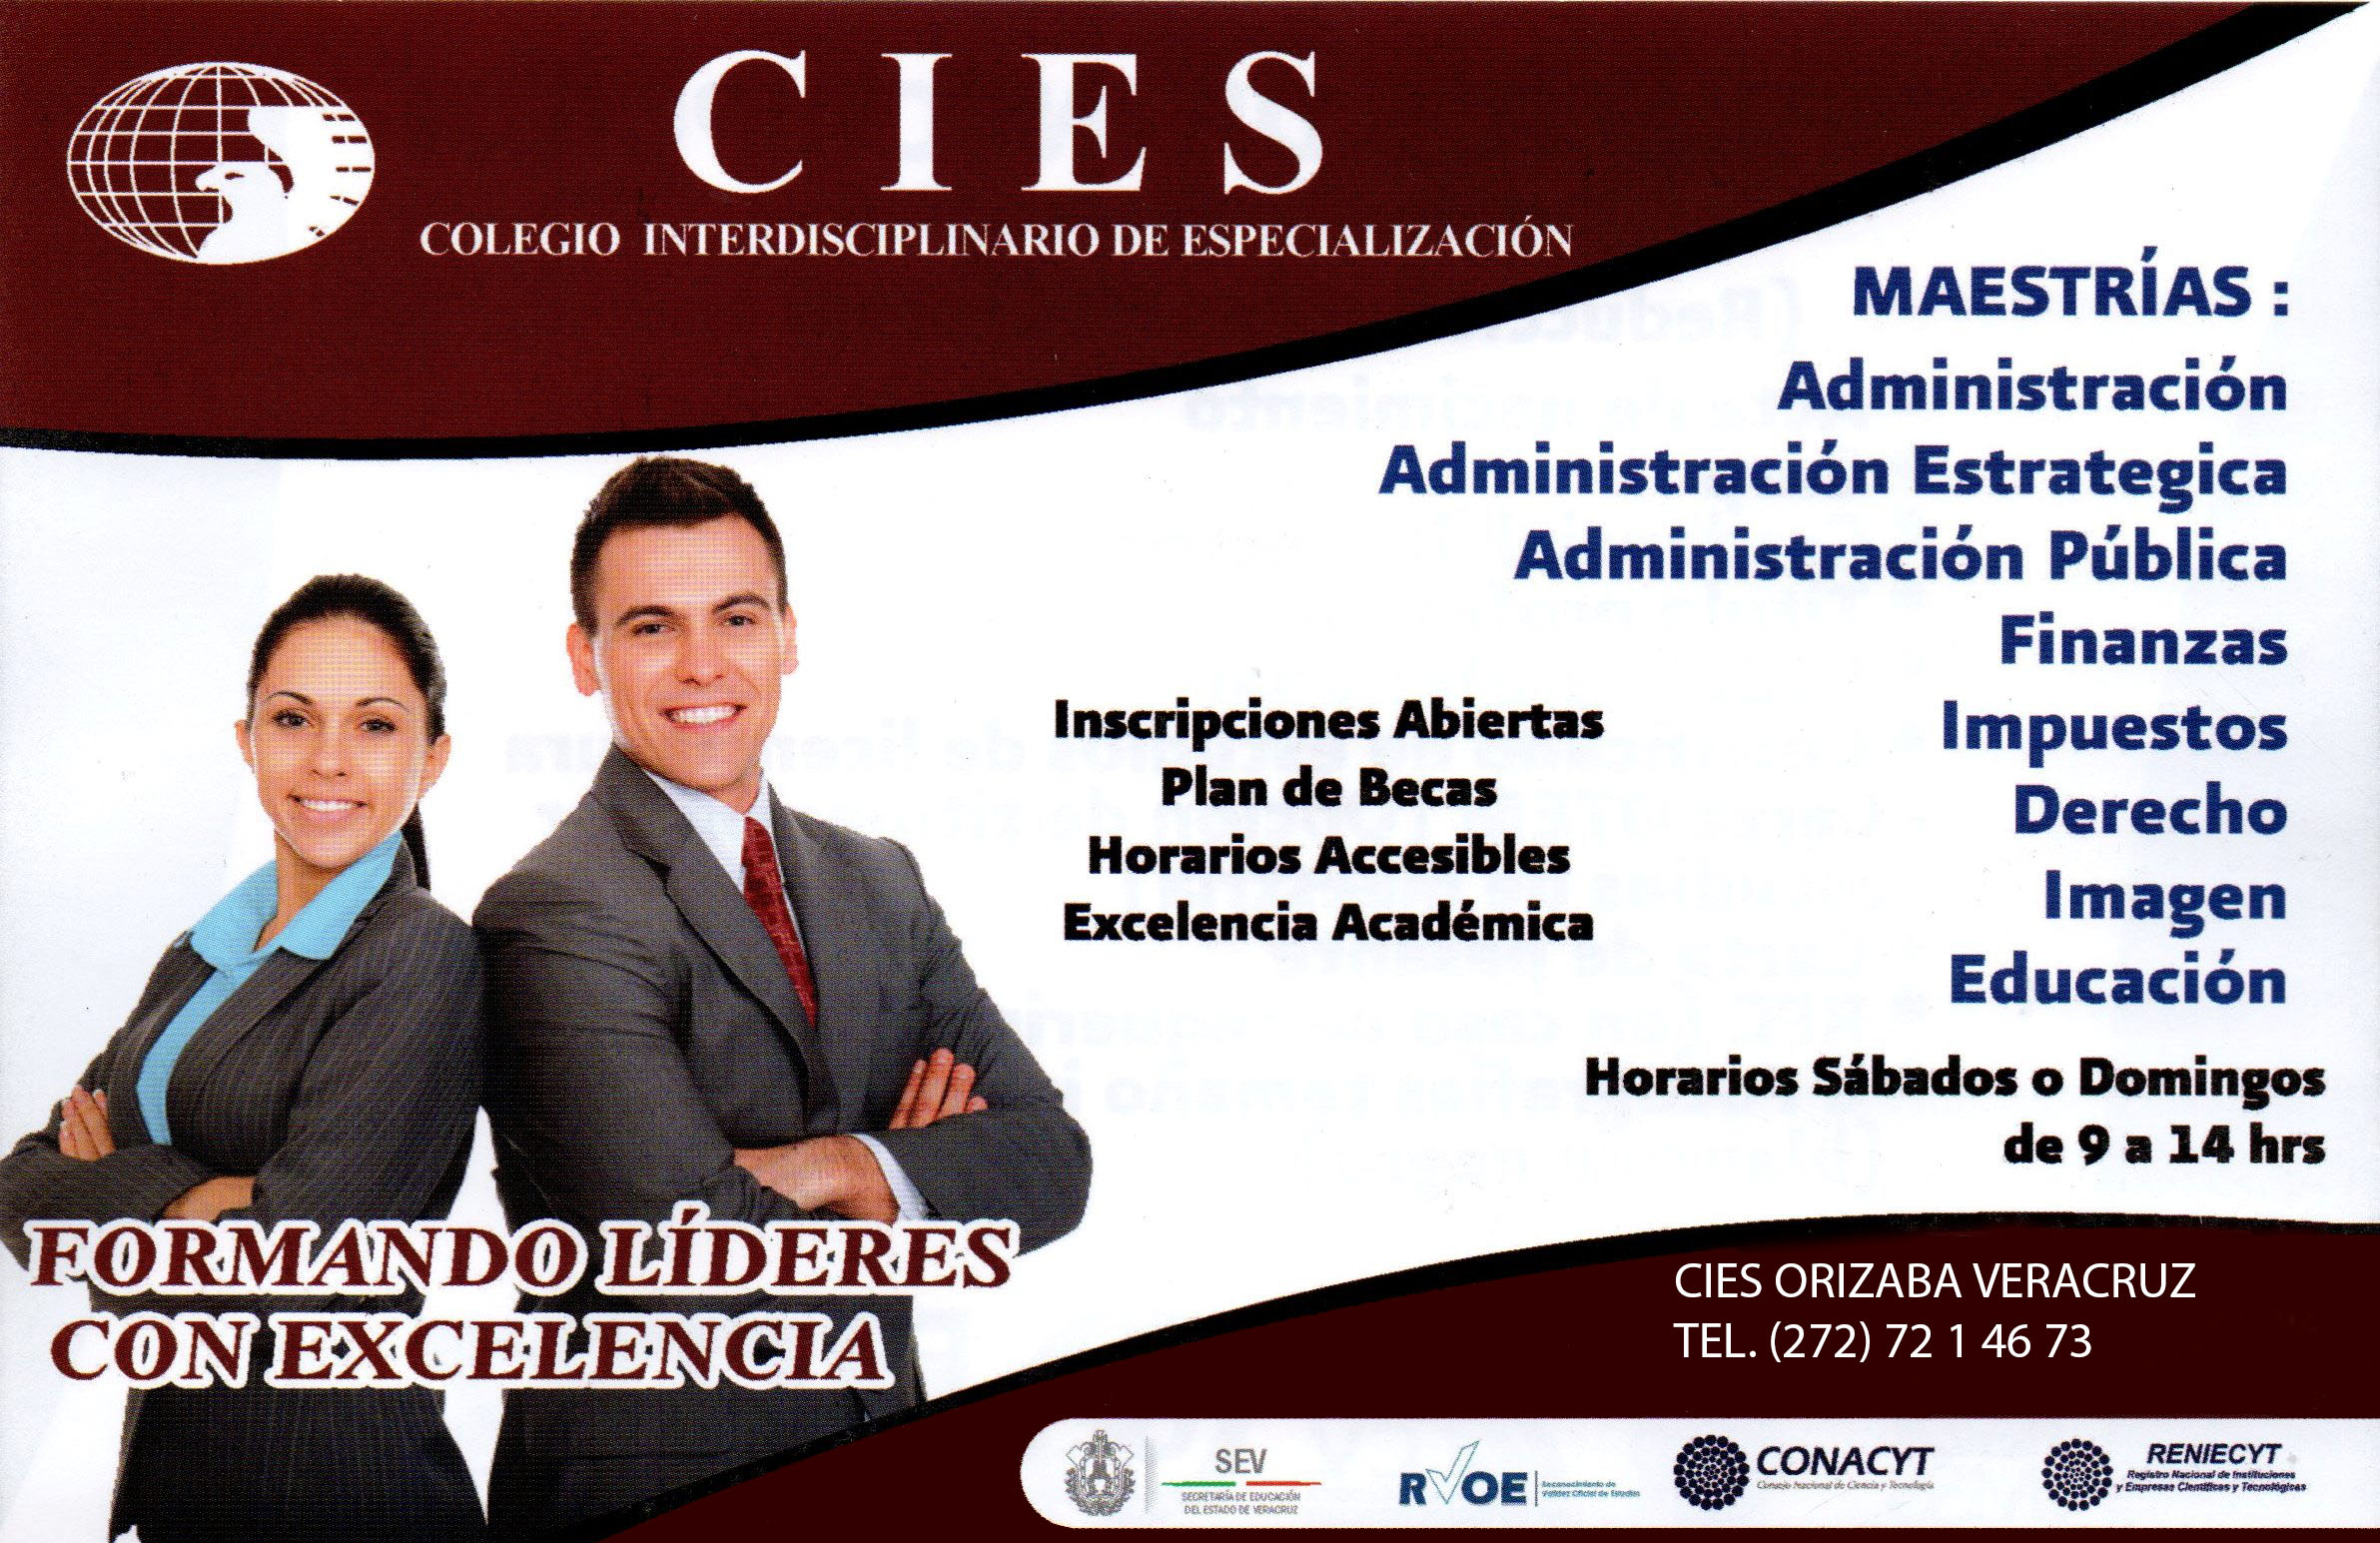 C I E S
COLEGIO INTERDISCIPLINARIO DE ESPECIALIZACIÓN
MAESTRÍAS :
Administración
Administración Estrategica
Administración Pública
Finanzas
Impuestos
Derecho
Imagen
Educación
Inscripciones Abiertas
Plan de Becas
Horarios Accesibles
Excelencia Académica
Horarios Sábados o Domingos
de 9 a 14 hrs
FORMANDO LÍDERES
CON EXCELENCIA
CIES ORIZABA VERACRUZ
TEL. (272) 72 1 46 73
SEV
SECRETARÍA DE EDUCACIÓN
DEL ESTADO DE VERACRUZ
RVOE
Reconocimiento de
Validez Oficial de Estudios
CONACYT
Consejo Nacional de Ciencia y Tecnología
RENIECYT
Registro Nacional de Instituciones
y Empresas Científicas y Tecnológicas